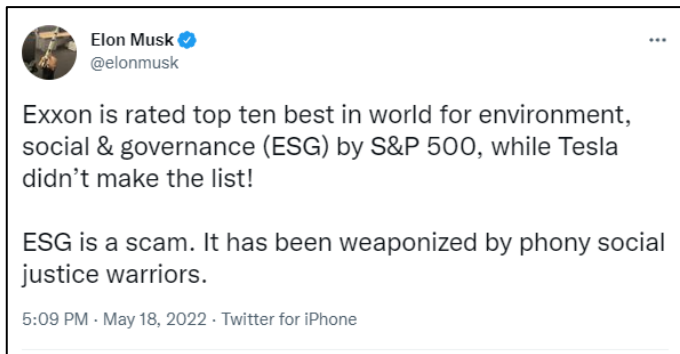 Elon Musk
@elonmusk
Exxon is rated top ten best in world for environment,
social & governance (ESG) by S&P 500, while Tesla
didn’t make the list!
ESG is a scam. It has been weaponized by phony social
justice warriors.
5:09 PM · May 18, 2022 · Twitter for iPhone